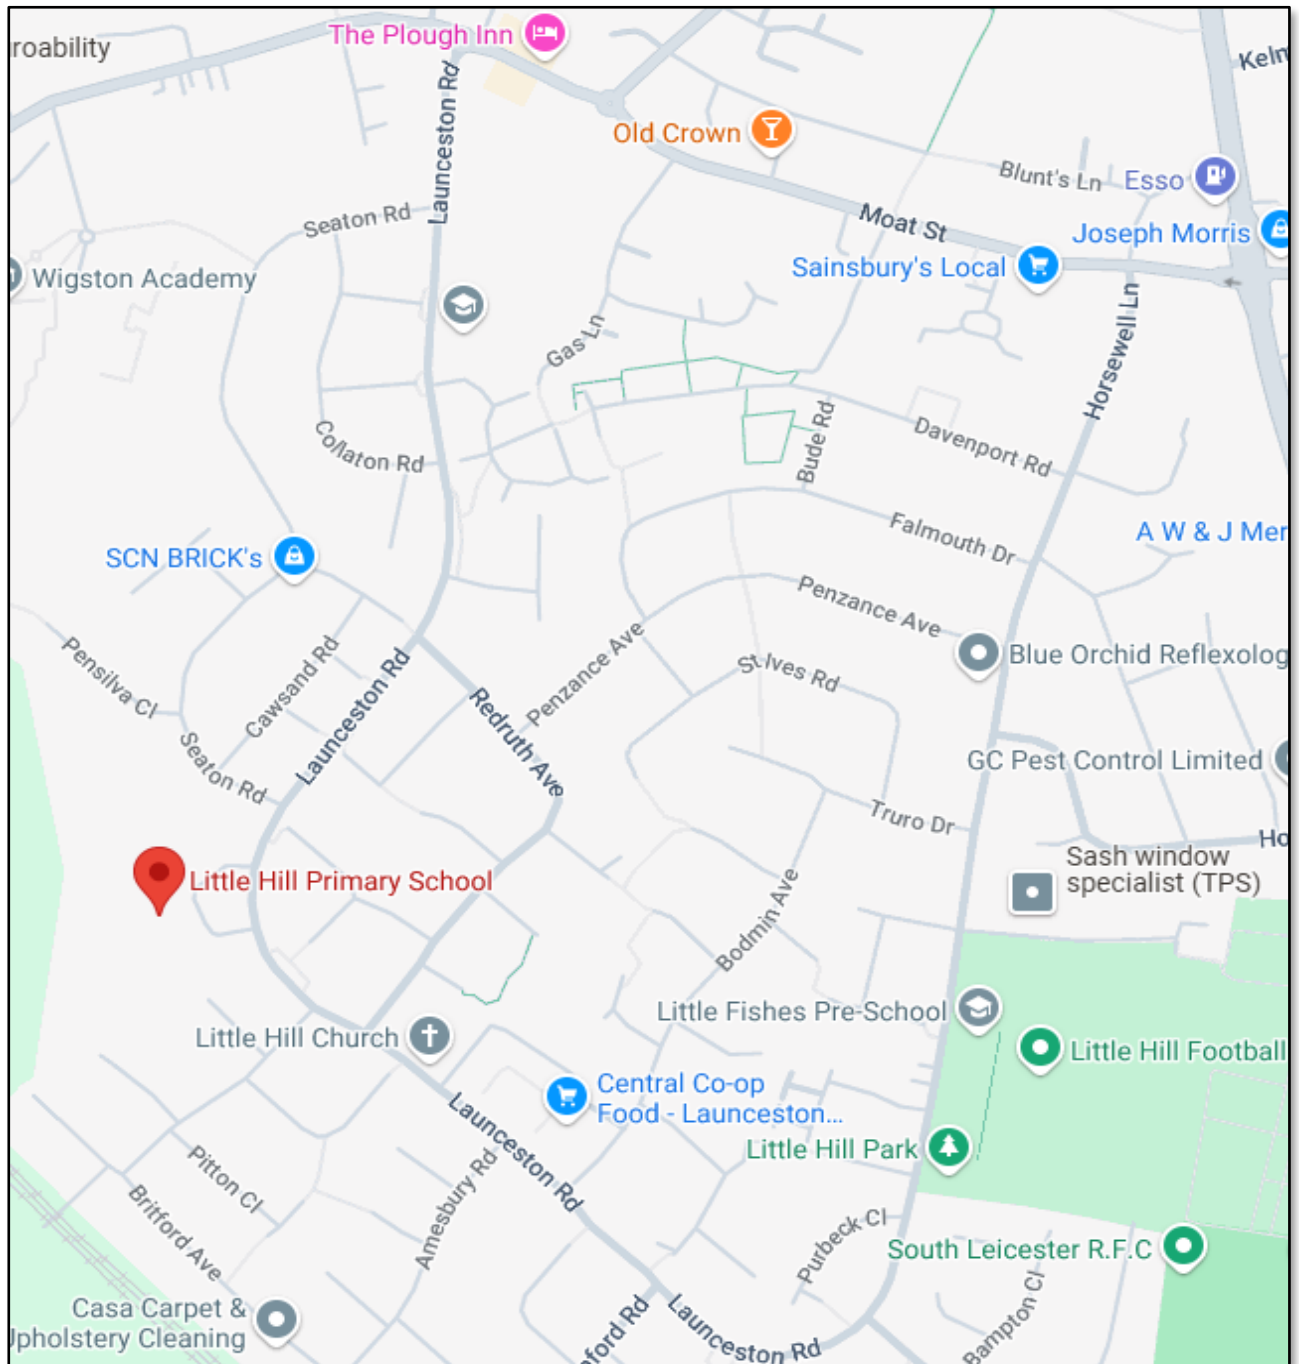 The Plough Inn
roability
Keln
Launceston Rd
Old Crown
Blunt's Ln
Esso
Seaton Rd
Moat St
Joseph Morris
Wigston Academy
Sainsbury's Local
Horsewell Ln
Gas Ln
Collaton Rd
Bude Rd
Davenport Rd
Falmouth Dr
A W & J Mer
SCN BRICK's
Penzance Ave
Blue Orchid Reflexolog
Pensilva Cl
Cawsand Rd
Launceston Rd
Penzance Ave
St Ives Rd
Redruth Ave
Seaton Rd
GC Pest Control Limited
Truro Dr
Ho
Sash window
specialist (TPS)
Little Hill Primary School
Bodmin Ave
Little Fishes Pre-School
Little Hill Church
Little Hill Football
Central Co-op
Food - Launceston...
Launceston Rd
Little Hill Park
Pitton Cl
Amesbury Rd
Britford Ave
Purbeck Cl
South Leicester R.F.C
Casa Carpet &
Upholstery Cleaning
Bampton Cl
eford Rd
Launceston Rd